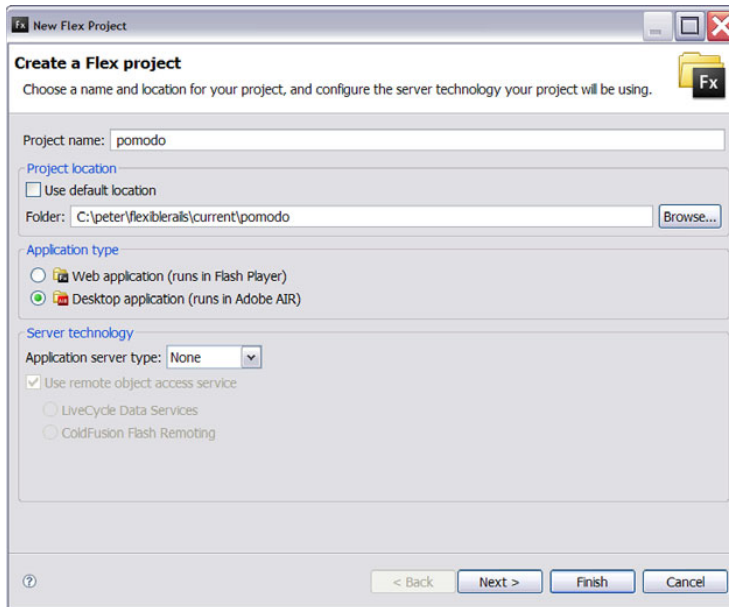 Fx New Flex Project
Create a Flex project
Choose a name and location for your project, and configure the server technology your project will be using.
Fx
Project name: pomodo
Project location
Use default location
Folder: C:\peter\flexiblerails\current\pomodo Browse...
Application type
Web application (runs in Flash Player)
Desktop application (runs in Adobe AIR)
Server technology
Application server type: None
Use remote object access service
LiveCycle Data Services
ColdFusion Flash Remoting
? < Back Next > Finish Cancel